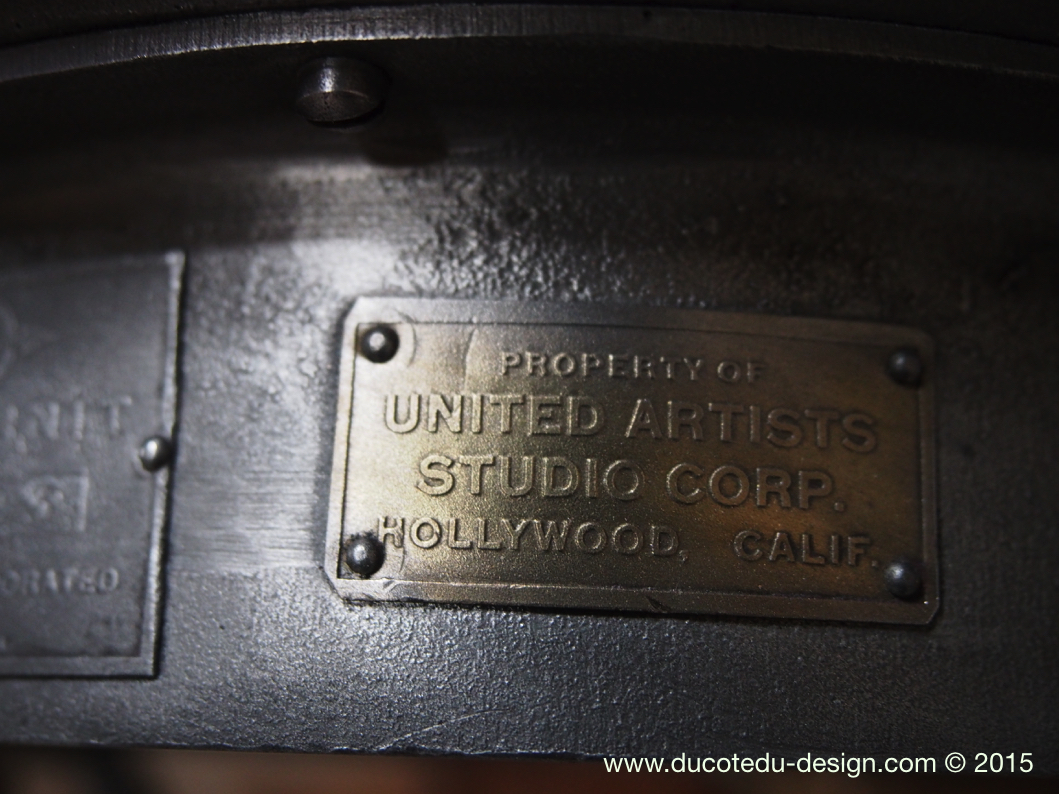 PROPERTY OF
UNITED ARTISTS
STUDIO CORP.
HOLLYWOOD, CALIF.
www.ducotedu-design.com © 2015